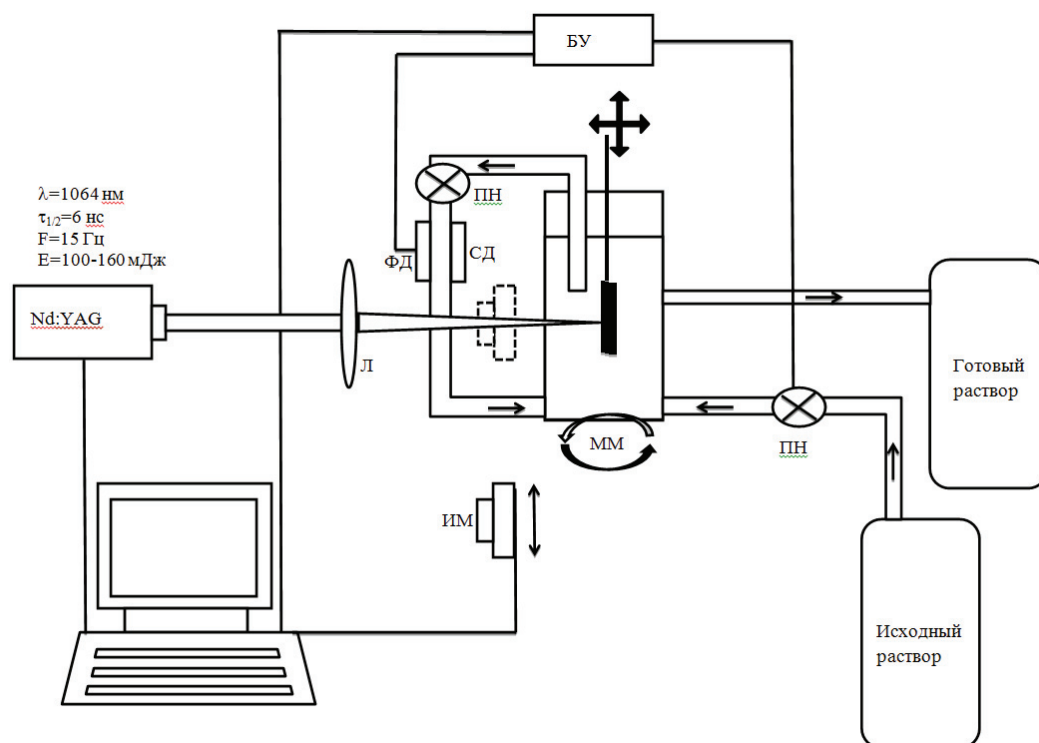 БУ
λ=1064 нм
τ1/2=6 нс
F=15 Гц
E=100-160 мДж
ПН
ФД
СД
Nd:YAG
Л
Готовый
раствор
ММ
ПН
ИМ
Исходный
раствор